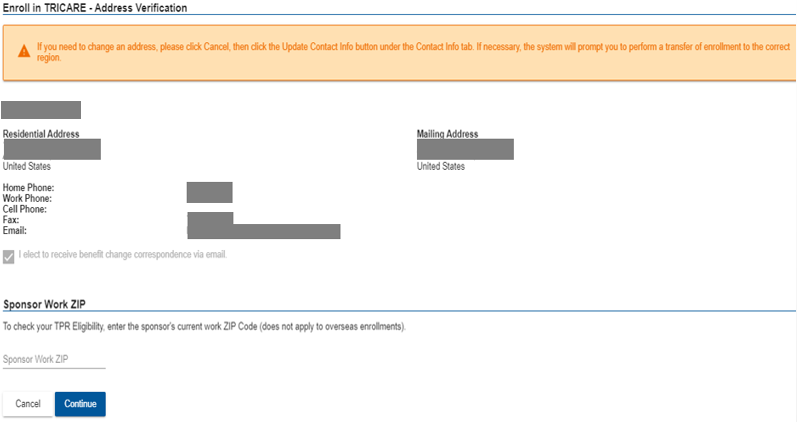 Enroll in TRICARE - Address Verification
If you need to change an address, please click Cancel, then click the Update Contact Info button under the Contact Info tab. If necessary, the system will prompt you to perform a transfer of enrollment to the correct
region.
Residential Address
Mailing Address
United States
United States
Home Phone:
Work Phone:
Cell Phone:
Fax:
Email:
I elect to receive benefit change correspondence via email.
Sponsor Work ZIP
To check your TPR Eligibility, enter the sponsor's current work ZIP Code (does not apply to overseas enrollments).
Sponsor Work ZIP
Cancel
Continue